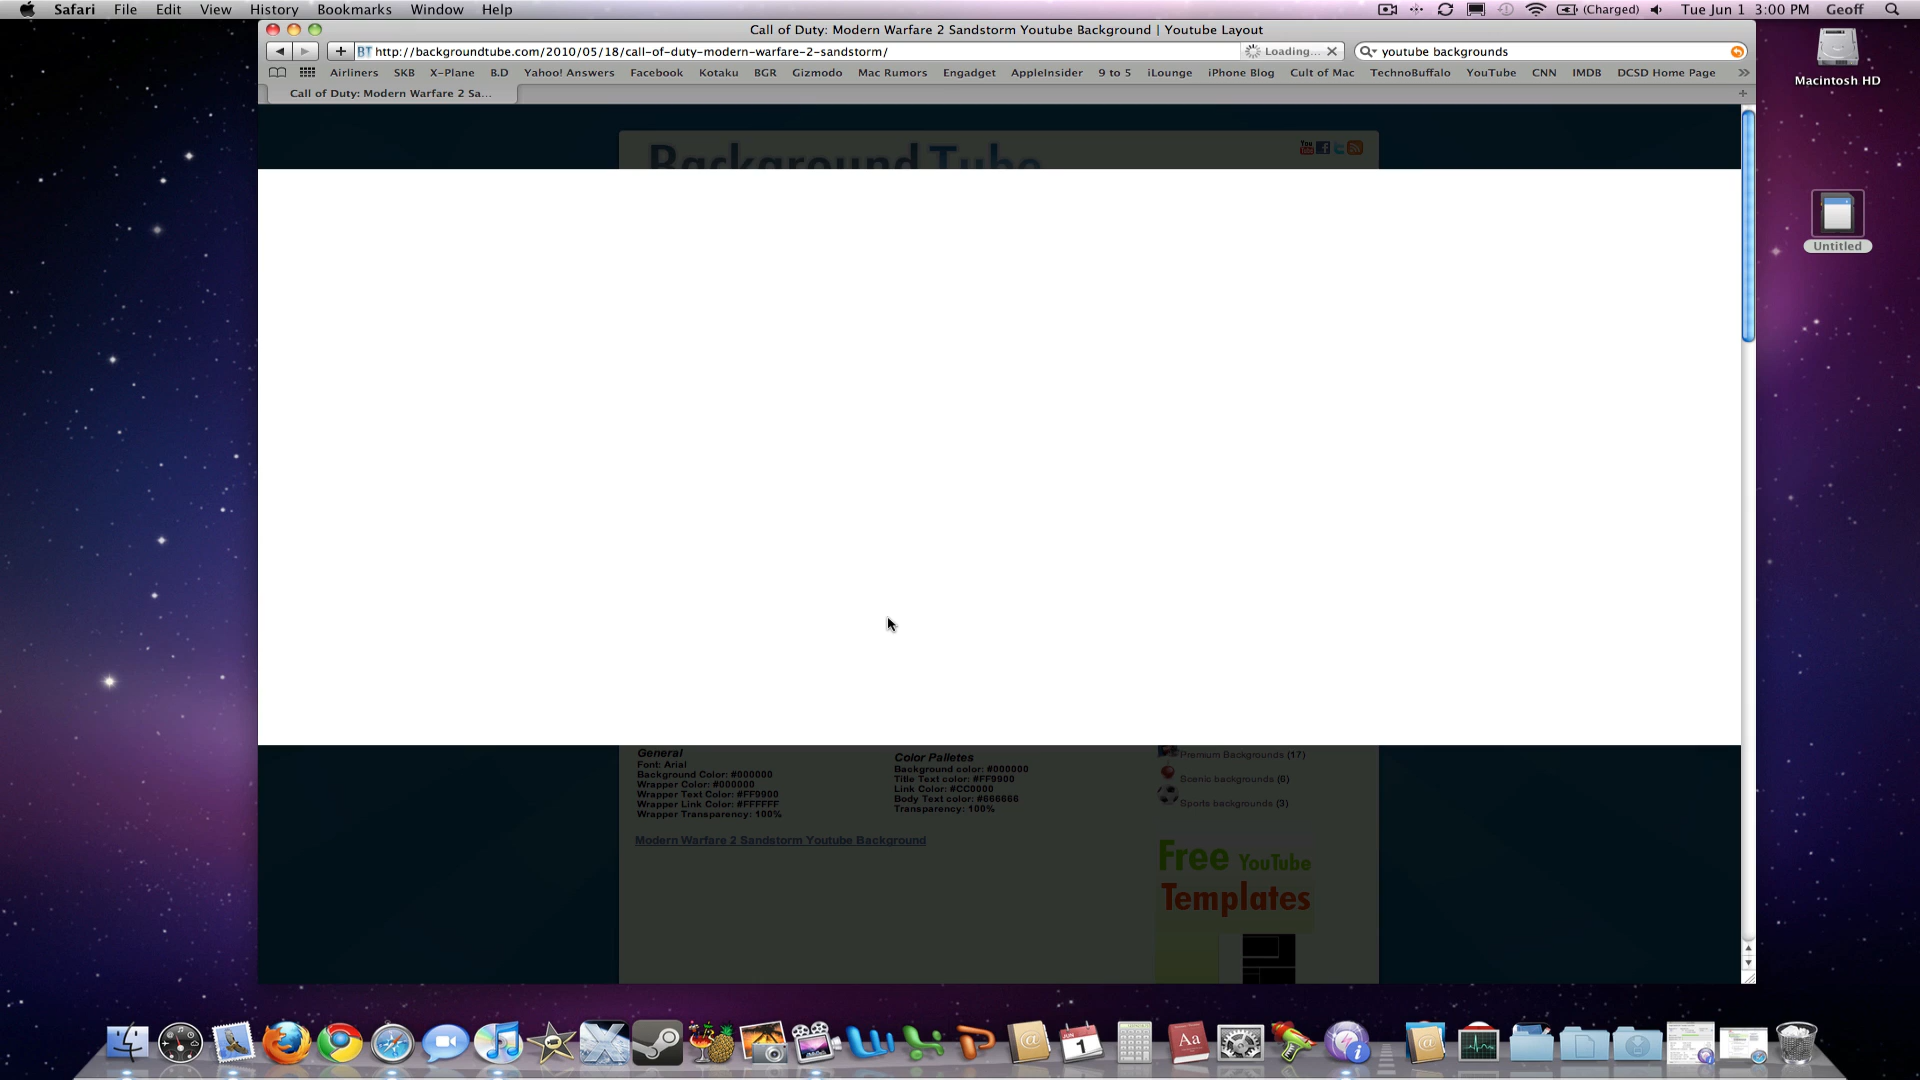 Safari File Edit View History Bookmarks Window Help (Charged) Tue Jun 1 3:00 PM Geoff
Call of Duty: Modern Warfare 2 Sandstorm Youtube Background | Youtube Layout
BT http://backgroundtube.com/2010/05/18/call-of-duty-modern-warfare-2-sandstorm/ Loading... youtube backgrounds
Airliners SKB X-Plane B.D Yahoo! Answers Facebook Kotaku BGR Gizmodo Mac Rumors Engadget AppleInsider 9 to 5 iLounge iPhone Blog Cult of Mac TechnoBuffalo YouTube CNN IMDB DCSD Home Page
Call of Duty: Modern Warfare 2 Sa...
Macintosh HD
Untitled
Background Tube
General
Font: Arial
Background Color: #000000
Wrapper Color: #000000
Wrapper Text Color: #FF9900
Wrapper Link Color: #FFFFFF
Wrapper Transparency: 100%
Color Palletes
Background color: #000000
Title Text color: #FF9900
Link Color: #CC0000
Body Text color: #666666
Transparency: 100%
Premium Backgrounds (17)
Scenic backgrounds (6)
Sports backgrounds (3)
Modern Warfare 2 Sandstorm Youtube Background
Free YouTube
Templates